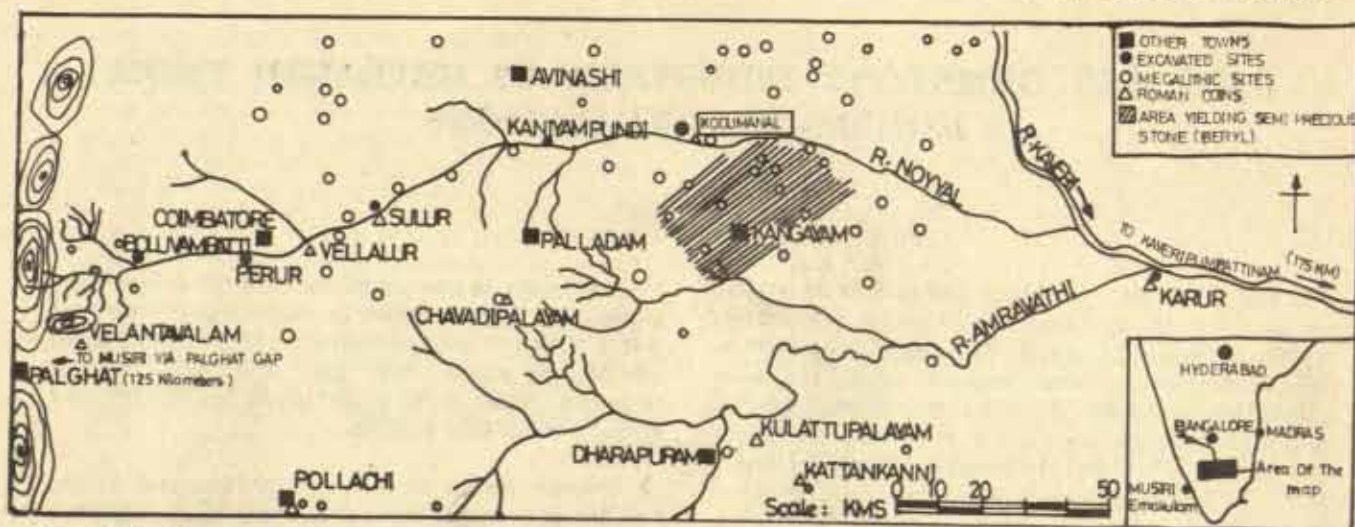 OTHER TOWNS
EXCAVATED SITES
MEGALITHIC SITES
ROMAN COINS
AREA YIELDING SEMI PRECIOUS
STONE (BERYL)
AVINASHI
KANIYAMPUNDI
KODUMANAL
R-KAVERI
R-NOYYAL
COIMBATORE
SULUR
BOLUVAMBATTI
PERUR
VELLALUR
PALLADAM
KANGAYAM
TO KAVERIPUMPATTINAM
(175 KM)
KARUR
R-AMRAVATHI
CHAVADIPALAYAM
VELANTAVALAM
TO MUSIRI VIA PALGHAT GAP
PALGHAT (125 Kilometers)
HYDERABAD
BANGALORE
MADRAS
Area Of The
map
MUSIRI
Ernakulam
KULATTUPALAYAM
DHARAPURAM
KATTANKANNI
POLLACHI
0 10 20 50
Scale: KMS